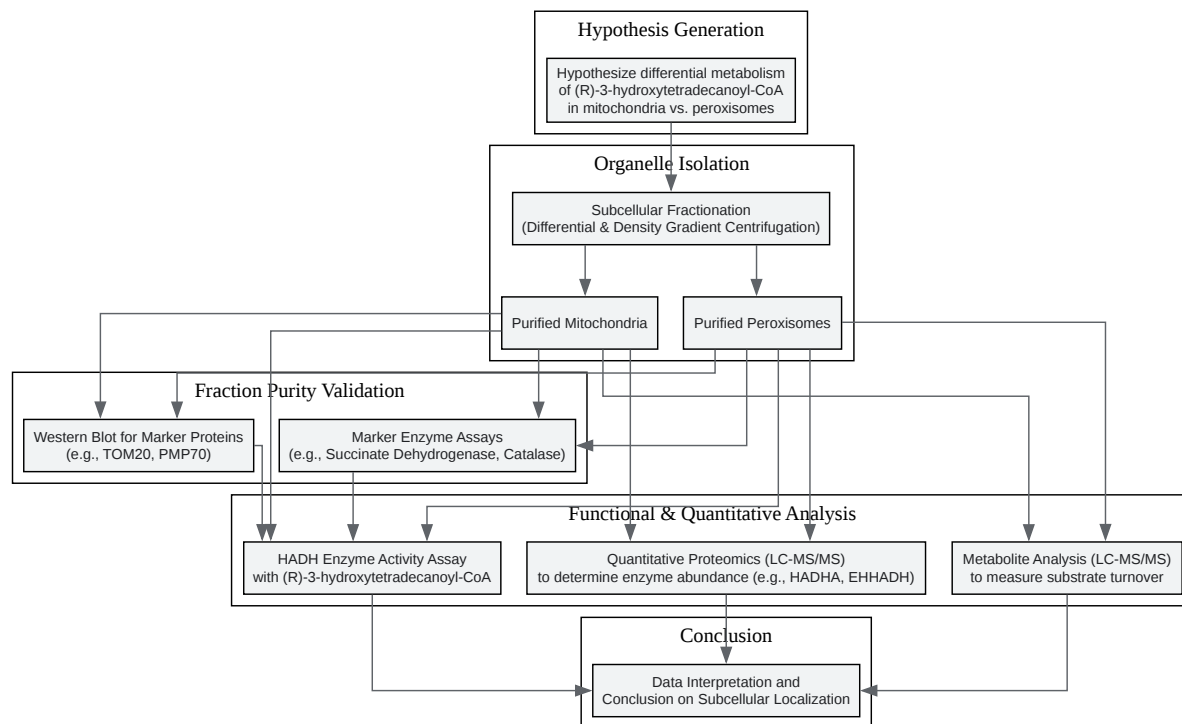 Hypothesis Generation
Hypothesize differential metabolism
of (R)-3-hydroxytetradecanoyl-CoA
in mitochondria vs. peroxisomes
Organelle Isolation
Subcellular Fractionation
(Differential & Density Gradient Centrifugation)
Purified Mitochondria
Purified Peroxisomes
Fraction Purity Validation
Western Blot for Marker Proteins
(e.g., TOM20, PMP70)
Marker Enzyme Assays
(e.g., Succinate Dehydrogenase, Catalase)
Functional & Quantitative Analysis
HADH Enzyme Activity Assay
with (R)-3-hydroxytetradecanoyl-CoA
Quantitative Proteomics (LC-MS/MS)
to determine enzyme abundance (e.g., HADHA, EHHADH)
Metabolite Analysis (LC-MS/MS)
to measure substrate turnover
Conclusion
Data Interpretation and
Conclusion on Subcellular Localization